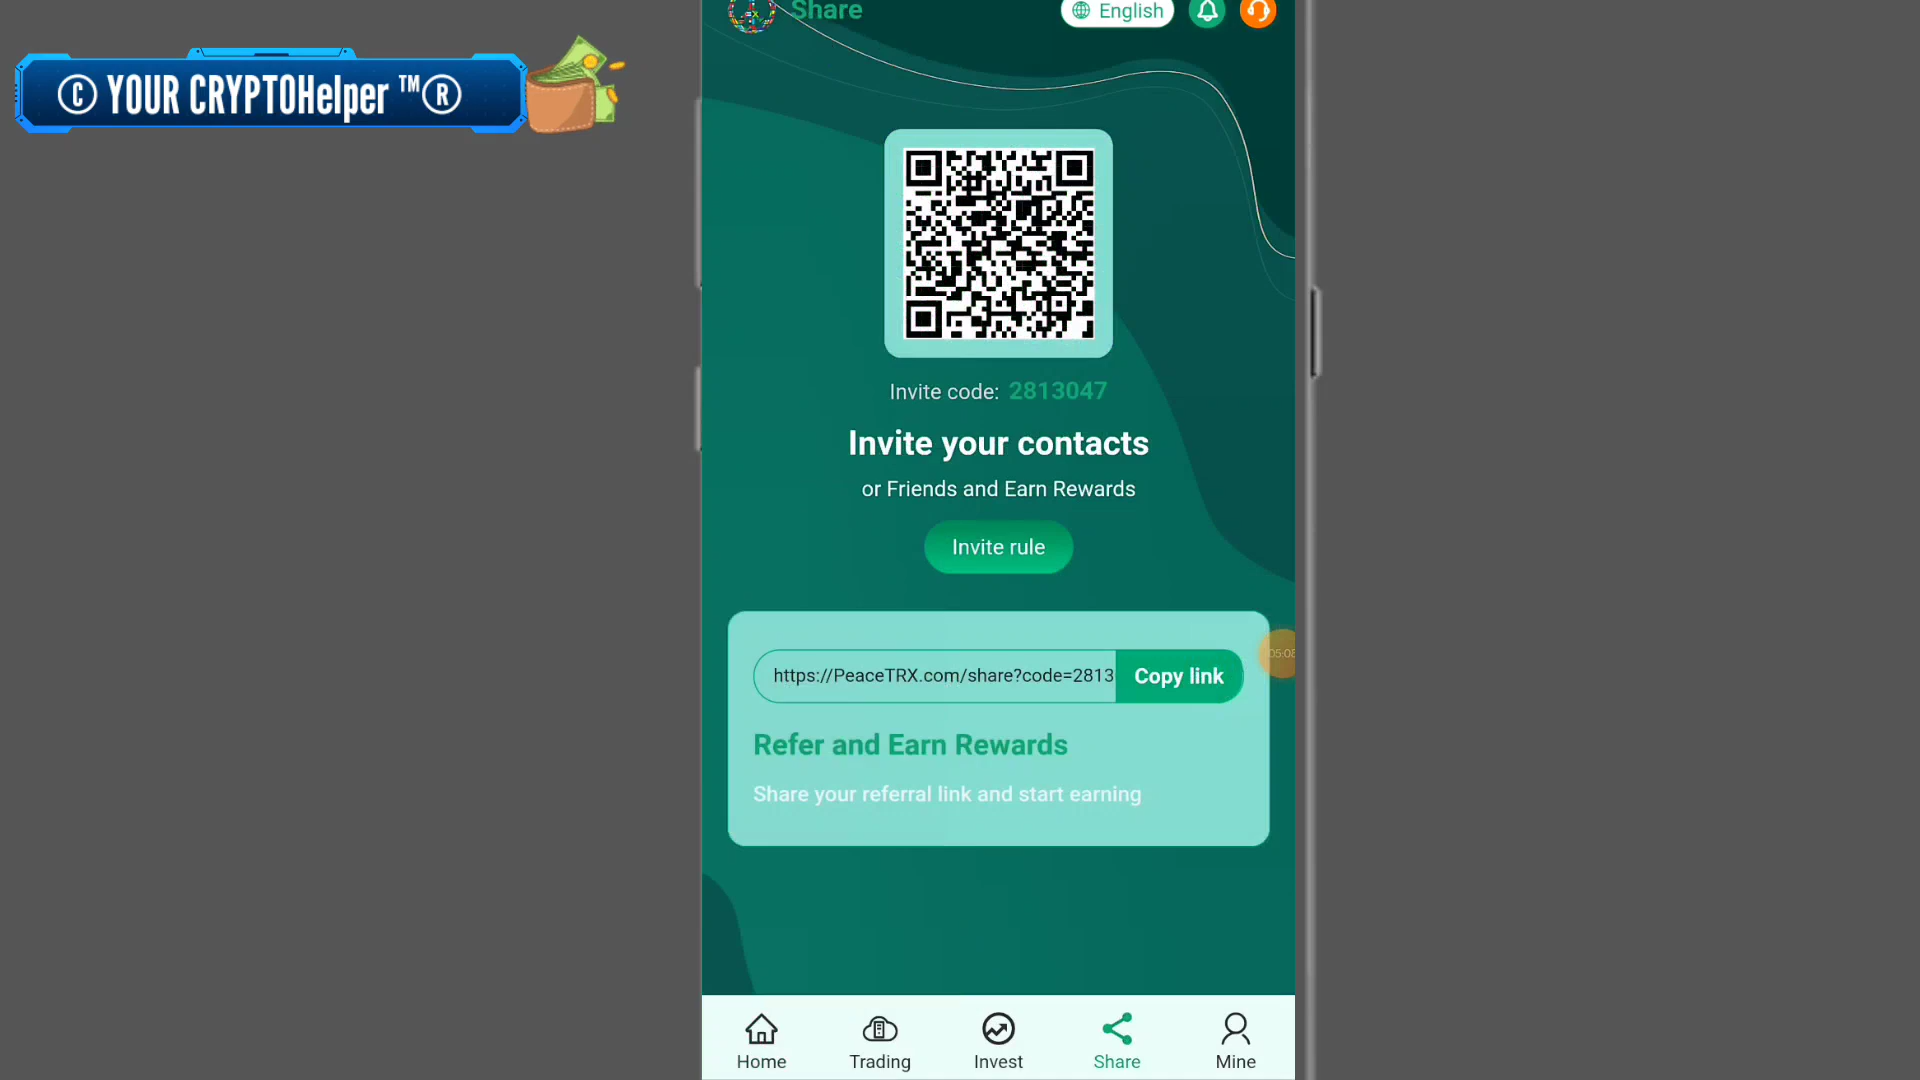 Share
English
© YOUR CRYPTOHelper ™®
Invite code: 2813047
Invite your contacts
or Friends and Earn Rewards
Invite rule
https://PeaceTRX.com/share?code=2813
Copy link
05:08
Refer and Earn Rewards
Share your referral link and start earning
Home
Trading
Invest
Share
Mine